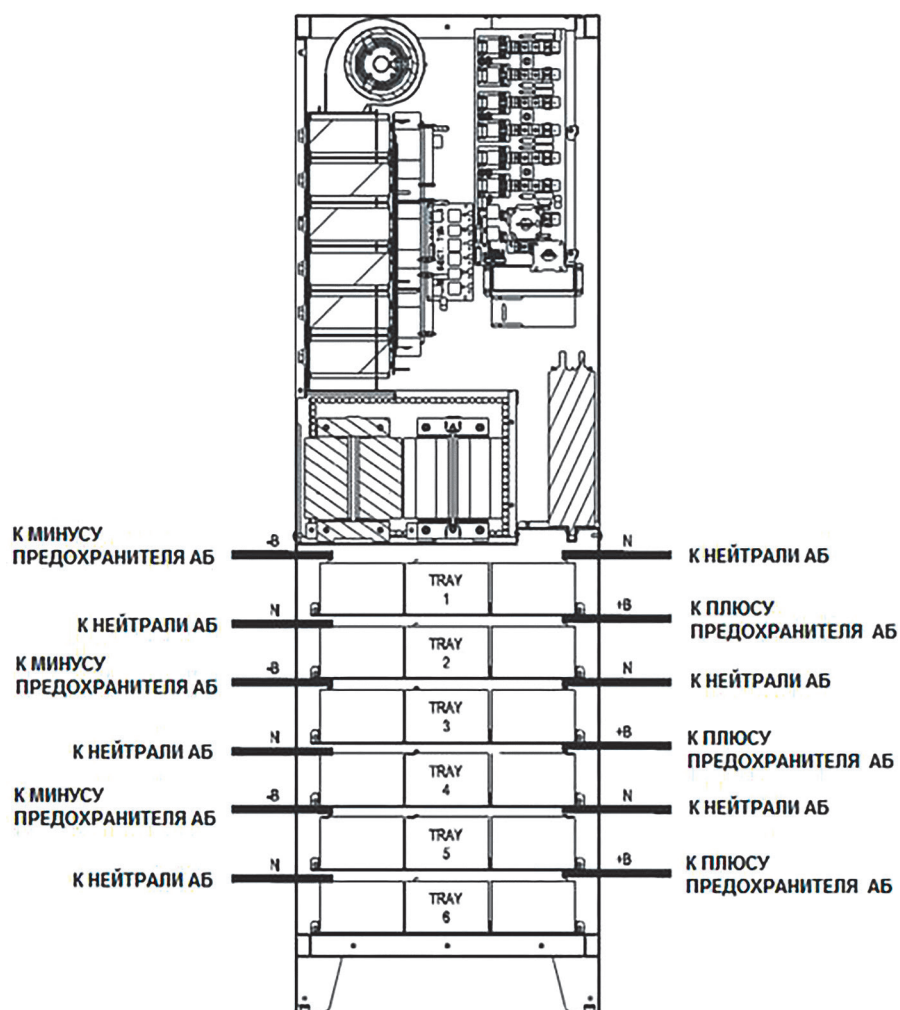 К МИНУСУ
ПРЕДОХРАНИТЕЛЯ АБ
-B
N
К НЕЙТРАЛИ АБ
TRAY
1
К НЕЙТРАЛИ АБ
N
+B
К ПЛЮСУ
ПРЕДОХРАНИТЕЛЯ АБ
TRAY
2
К МИНУСУ
ПРЕДОХРАНИТЕЛЯ АБ
-B
N
К НЕЙТРАЛИ АБ
TRAY
3
К НЕЙТРАЛИ АБ
N
+B
К ПЛЮСУ
ПРЕДОХРАНИТЕЛЯ АБ
TRAY
4
К МИНУСУ
ПРЕДОХРАНИТЕЛЯ АБ
-B
N
К НЕЙТРАЛИ АБ
TRAY
5
К НЕЙТРАЛИ АБ
N
+B
К ПЛЮСУ
ПРЕДОХРАНИТЕЛЯ АБ
TRAY
6